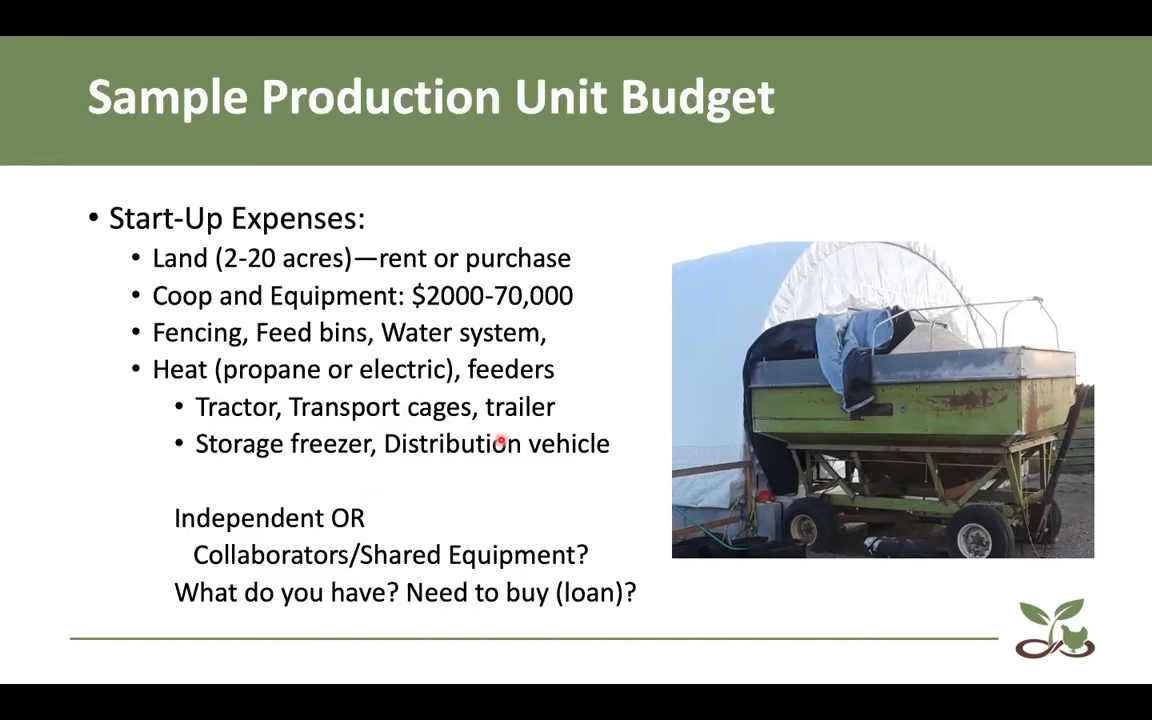 Sample Production Unit Budget
• Start-Up Expenses:
• Land (2-20 acres)—rent or purchase
• Coop and Equipment: $2000-70,000
• Fencing, Feed bins, Water system,
• Heat (propane or electric), feeders
• Tractor, Transport cages, trailer
• Storage freezer, Distribution vehicle
Independent OR
Collaborators/Shared Equipment?
What do you have? Need to buy (loan)?